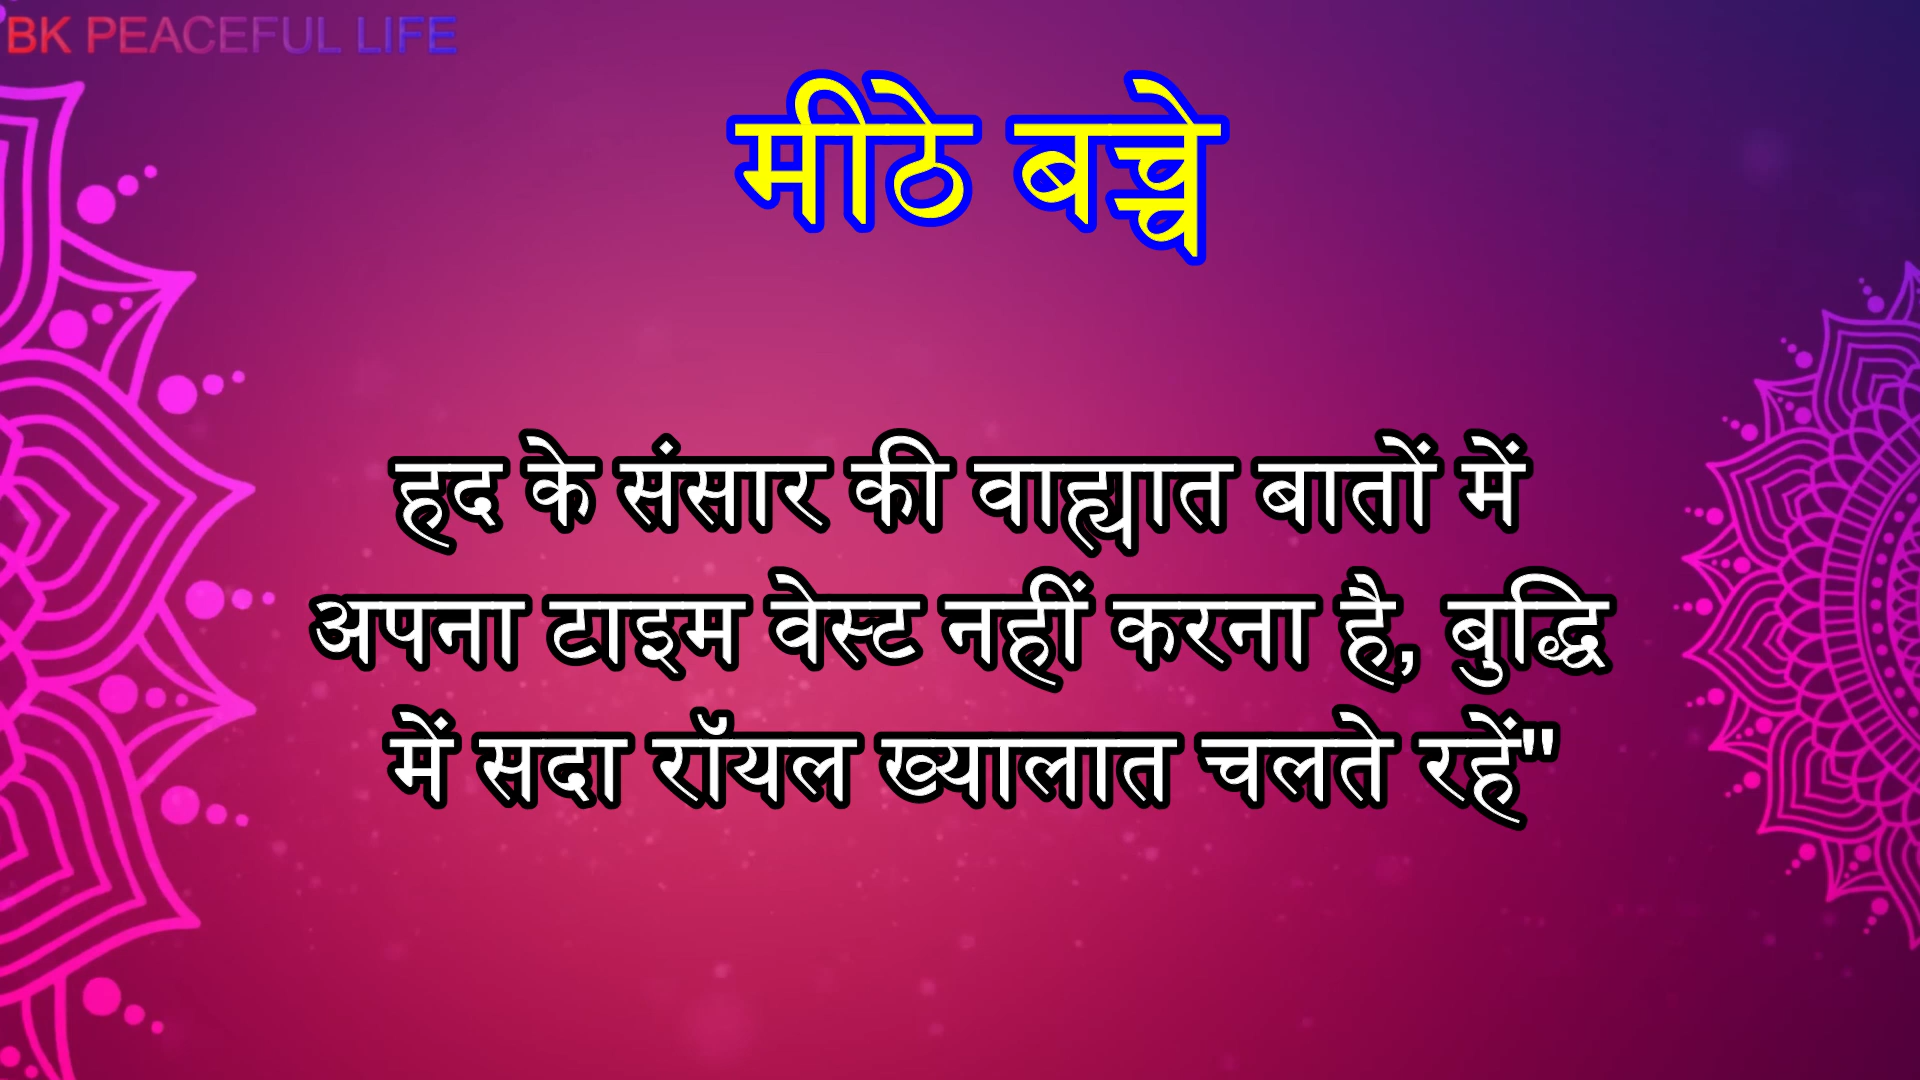 BK PEACEFUL LIFE
मीठे बच्चे
हद के संसार की वाह्यात बातों में
अपना टाइम वेस्ट नहीं करना है, बुद्धि
में सदा रॉयल ख्यालात चलते रहें"